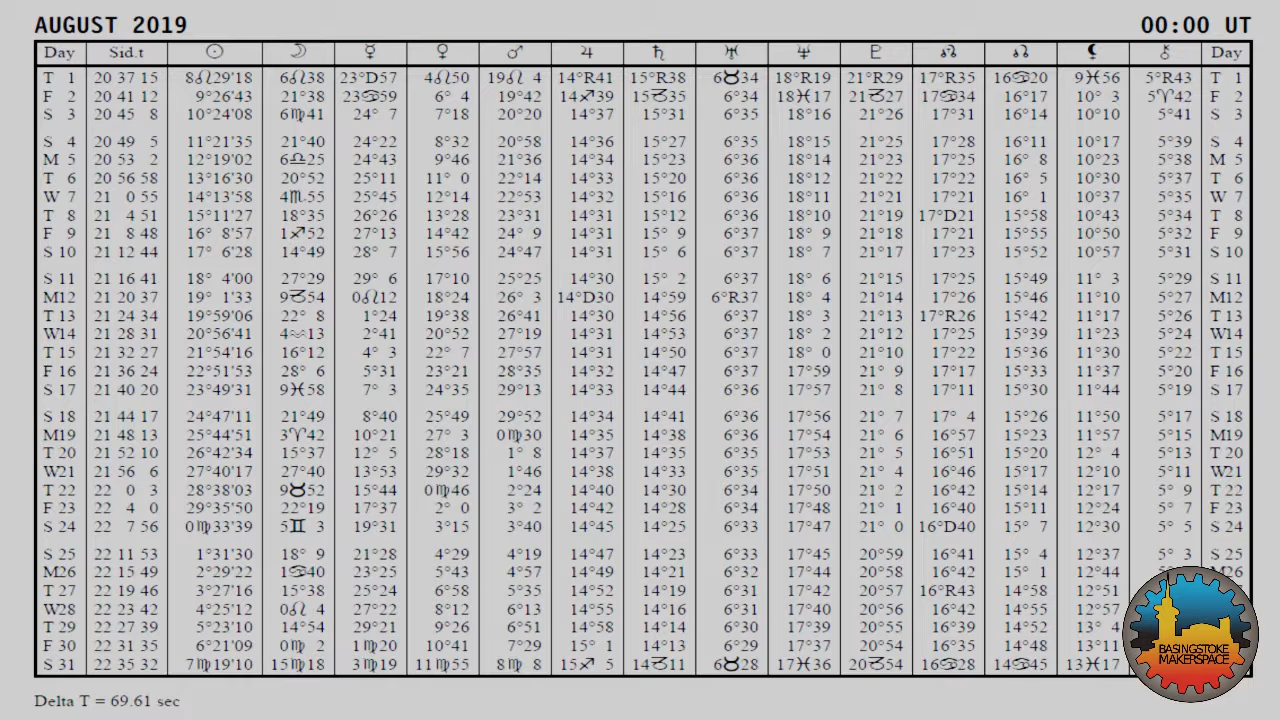 AUGUST 2019 00:00 UT
Day Sid.t ☉ ☽ ☿ ♀ ♂ ♃ ♄ ♅ ♆ ♇ ☊ ☊ ⚸ ⚷ Day
T 1 20 37 15 8♌29'18 6♌38 23°D57 4♌50 19♌ 4 14°R41 15°R38 6♉34 18°R19 21°R29 17°R35 16♋20 9♓56 5°R43 T 1
F 2 20 41 12 9°26'43 21°38 23♋59 6° 4 19°42 14♐39 15♑35 6°34 18♓17 21♑27 17♋34 16°17 10° 3 5♈42 F 2
S 3 20 45 8 10°24'08 6♍41 24° 7 7°18 20°20 14°37 15°31 6°34 18°16 21°26 17°31 16°14 10°10 5°41 S 3
S 4 20 49 5 11°21'35 21°40 24°22 8°32 20°58 14°36 15°27 6°35 18°15 21°25 17°28 16°11 10°17 5°39 S 4
M 5 20 53 2 12°19'02 6♎25 24°43 9°46 21°36 14°34 15°23 6°36 18°14 21°23 17°25 16° 8 10°23 5°38 M 5
T 6 20 56 58 13°16'30 20°52 25°11 11° 0 22°14 14°33 15°20 6°36 18°12 21°22 17°22 16° 5 10°30 5°37 T 6
W 7 21 0 55 14°13'58 4♏55 25°45 12°14 22°53 14°32 15°16 6°36 18°11 21°21 17°21 16° 1 10°37 5°35 W 7
T 8 21 4 51 15°11'27 18°35 26°26 13°28 23°31 14°31 15°12 6°36 18°10 21°19 17°D21 15°58 10°43 5°34 T 8
F 9 21 8 48 16° 8'57 1♐52 27°13 14°42 24° 9 14°31 15° 9 6°37 18° 9 21°18 17°21 15°55 10°50 5°32 F 9
S 10 21 12 44 17° 6'28 14°49 28° 7 15°56 24°47 14°31 15° 6 6°37 18° 8 21°17 17°23 15°52 10°57 5°31 S 10
S 11 21 16 41 18° 4'00 27°29 29° 6 17°10 25°25 14°30 15° 2 6°37 18° 6 21°15 17°25 15°49 11° 3 5°29 S 11
M12 21 20 37 19° 1'33 9♑54 0♌12 18°24 26° 3 14°D30 14°59 6°R37 18° 4 21°14 17°26 15°46 11°10 5°27 M12
T 13 21 24 34 19°59'06 22° 8 1°24 19°38 26°41 14°30 14°56 6°37 18° 3 21°13 17°R26 15°42 11°17 5°26 T 13
W14 21 28 31 20°56'41 4♒13 2°41 20°52 27°19 14°31 14°53 6°37 18° 2 21°12 17°25 15°39 11°23 5°24 W14
T 15 21 32 27 21°54'16 16°12 4° 3 22° 7 27°57 14°31 14°50 6°37 18° 0 21°10 17°22 15°36 11°30 5°22 T 15
F 16 21 36 24 22°51'53 28° 6 5°31 23°21 28°35 14°32 14°47 6°37 17°59 21° 9 17°17 15°33 11°37 5°20 F 16
S 17 21 40 20 23°49'31 9♓58 7° 3 24°35 29°13 14°33 14°44 6°36 17°57 21° 8 17°11 15°30 11°44 5°19 S 17
S 18 21 44 17 24°47'11 21°49 8°40 25°49 29°52 14°34 14°41 6°36 17°56 21° 7 17° 4 15°26 11°50 5°17 S 18
M19 21 48 13 25°44'51 3♈42 10°21 27° 3 0♍30 14°35 14°38 6°36 17°54 21° 6 16°57 15°23 11°57 5°15 M19
T 20 21 52 10 26°42'34 15°37 12° 5 28°18 1° 8 14°37 14°35 6°35 17°53 21° 5 16°51 15°20 12° 4 5°13 T 20
W21 21 56 6 27°40'17 27°40 13°53 29°32 1°46 14°38 14°33 6°35 17°51 21° 4 16°46 15°17 12°10 5°11 W21
T 22 22 0 3 28°38'03 9♉52 15°44 0♍46 2°24 14°40 14°30 6°34 17°50 21° 2 16°42 15°14 12°17 5° 9 T 22
F 23 22 4 0 29°35'50 22°19 17°37 2° 0 3° 2 14°42 14°28 6°34 17°48 21° 1 16°40 15°11 12°24 5° 7 F 23
S 24 22 7 56 0♍33'39 5♊ 3 19°31 3°15 3°40 14°45 14°25 6°33 17°47 21° 0 16°D40 15° 7 12°30 5° 5 S 24
S 25 22 11 53 1°31'30 18° 9 21°28 4°29 4°19 14°47 14°23 6°33 17°45 20°59 16°41 15° 4 12°37 5° 3 S 25
M26 22 15 49 2°29'22 1♋40 23°25 5°43 4°57 14°49 14°21 6°32 17°44 20°58 16°42 15° 1 12°44 M26
T 27 22 19 46 3°27'16 15°38 25°24 6°58 5°35 14°52 14°19 6°31 17°42 20°57 16°R43 14°58 12°51
W28 22 23 42 4°25'12 0♌ 4 27°22 8°12 6°13 14°55 14°16 6°31 17°40 20°56 16°42 14°55 12°57
T 29 22 27 39 5°23'10 14°54 29°21 9°26 6°51 14°58 14°14 6°30 17°39 20°55 16°39 14°52 13° 4
F 30 22 31 35 6°21'09 0♍ 2 1♍20 10°41 7°29 15° 1 14°13 6°29 17°37 20°54 16°35 14°48 13°11
S 31 22 35 32 7♍19'10 15♍18 3♍19 11♍55 8♍ 8 15♐ 5 14♑11 6♉28 17♓36 20♑54 16♋28 14♋45 13♓17
BASINGSTOKE
MAKERSPACE
Delta T = 69.61 sec